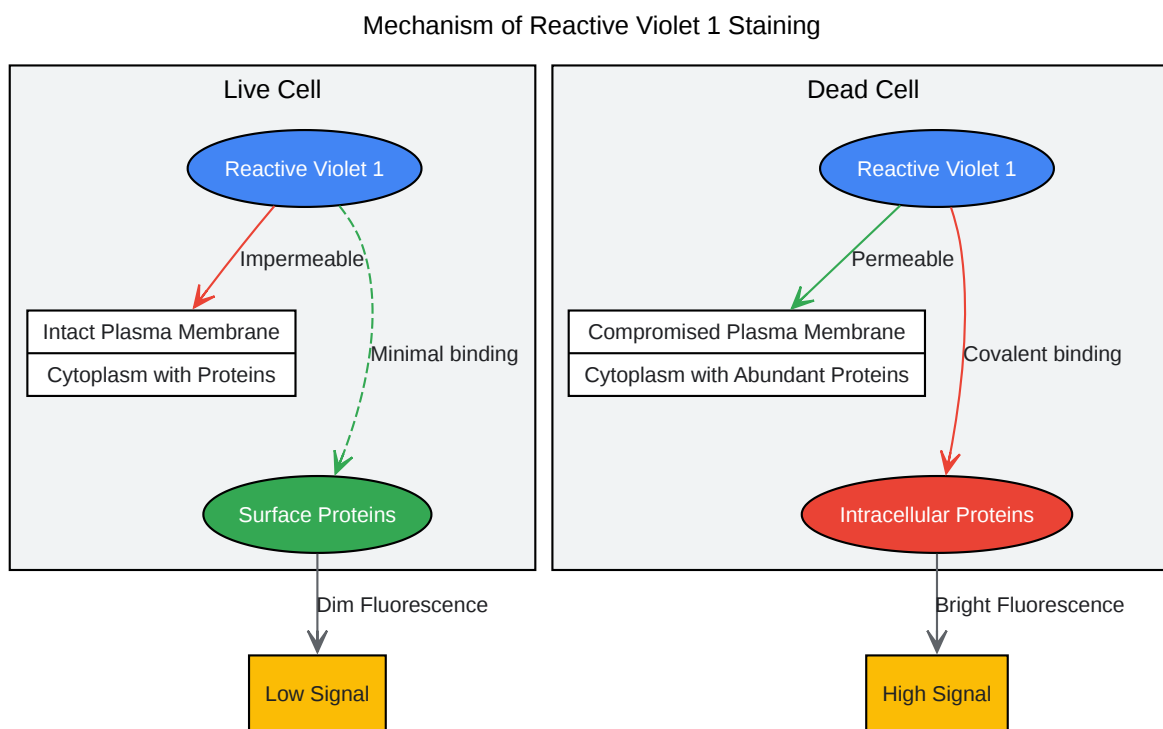 Mechanism of Reactive Violet 1 Staining
Live Cell
Reactive Violet 1
Impermeable
Intact Plasma Membrane
Cytoplasm with Proteins
Minimal binding
Surface Proteins
Dim Fluorescence
Low Signal
Dead Cell
Reactive Violet 1
Permeable
Compromised Plasma Membrane
Cytoplasm with Abundant Proteins
Covalent binding
Intracellular Proteins
Bright Fluorescence
High Signal